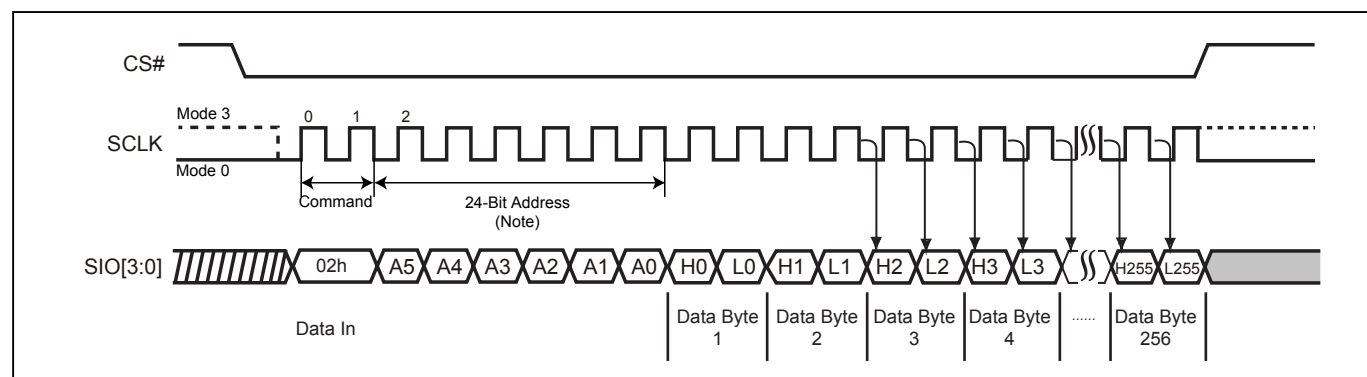 CS#
Mode 3
0 1 2
SCLK
Mode 0
Command
24-Bit Address
(Note)
SIO[3:0] 02h A5 A4 A3 A2 A1 A0 H0 L0 H1 L1 H2 L2 H3 L3 H255 L255
Data In
Data Byte
1
Data Byte
2
Data Byte
3
Data Byte
4
......
Data Byte
256